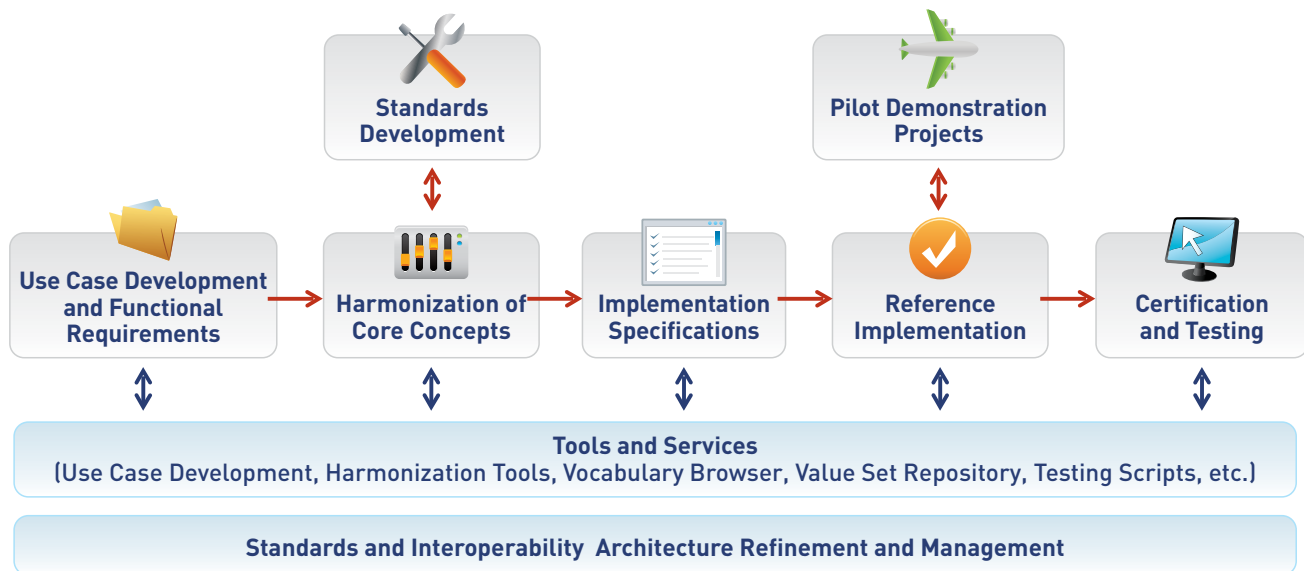 Standards
Development
Pilot Demonstration
Projects
Use Case Development
and Functional
Requirements
Harmonization of
Core Concepts
Implementation
Specifications
Reference
Implementation
Certification
and Testing
Tools and Services
(Use Case Development, Harmonization Tools, Vocabulary Browser, Value Set Repository, Testing Scripts, etc.)
Standards and Interoperability Architecture Refinement and Management